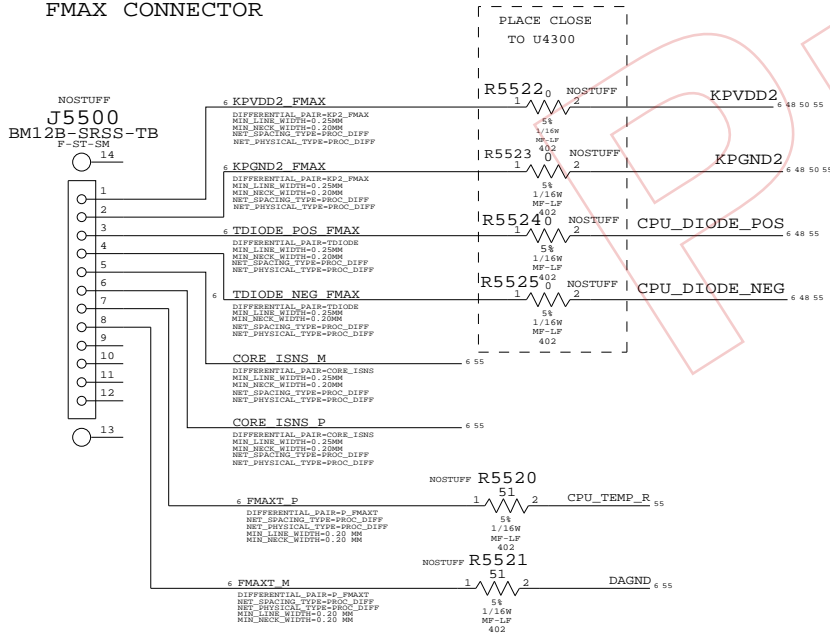 FMAX CONNECTOR
PLACE CLOSE
TO U4300
NOSTUFF
J5500
BM12B-SRSS-TB
F-ST-SM
14
1
2
3
4
5
6
7
8
9
10
11
12
13
6 KPVDD2_FMAX
DIFFERENTIAL_PAIR=KP2_FMAX
MIN_LINE_WIDTH=0.25MM
MIN_NECK_WIDTH=0.20MM
NET_SPACING_TYPE=PROC_DIFF
NET_PHYSICAL_TYPE=PROC_DIFF
R5522
0
NOSTUFF
1 2
5%
1/16W
MF-LF
402
KPVDD2
6 48 50 55
6 KPGND2_FMAX
DIFFERENTIAL_PAIR=KP2_FMAX
MIN_LINE_WIDTH=0.25MM
MIN_NECK_WIDTH=0.20MM
NET_SPACING_TYPE=PROC_DIFF
NET_PHYSICAL_TYPE=PROC_DIFF
R5523
0
NOSTUFF
1 2
5%
1/16W
MF-LF
402
KPGND2
6 48 50 55
6 TDIODE_POS_FMAX
DIFFERENTIAL_PAIR=TDIODE
MIN_LINE_WIDTH=0.25MM
MIN_NECK_WIDTH=0.20MM
NET_SPACING_TYPE=PROC_DIFF
NET_PHYSICAL_TYPE=PROC_DIFF
R5524
0
NOSTUFF
1 2
5%
1/16W
MF-LF
402
CPU_DIODE_POS
6 48 55
6 TDIODE_NEG_FMAX
DIFFERENTIAL_PAIR=TDIODE
MIN_LINE_WIDTH=0.25MM
MIN_NECK_WIDTH=0.20MM
NET_SPACING_TYPE=PROC_DIFF
NET_PHYSICAL_TYPE=PROC_DIFF
R5525
0
NOSTUFF
1 2
5%
1/16W
MF-LF
402
CPU_DIODE_NEG
6 48 55
CORE_ISNS_M
6 55
DIFFERENTIAL_PAIR=CORE_ISNS
MIN_LINE_WIDTH=0.25MM
MIN_NECK_WIDTH=0.20MM
NET_SPACING_TYPE=PROC_DIFF
NET_PHYSICAL_TYPE=PROC_DIFF
CORE_ISNS_P
6 55
DIFFERENTIAL_PAIR=CORE_ISNS
MIN_LINE_WIDTH=0.25MM
MIN_NECK_WIDTH=0.20MM
NET_SPACING_TYPE=PROC_DIFF
NET_PHYSICAL_TYPE=PROC_DIFF
6 FMAXT_P
DIFFERENTIAL_PAIR=P_FMAXT
NET_SPACING_TYPE=PROC_DIFF
NET_PHYSICAL_TYPE=PROC_DIFF
MIN_LINE_WIDTH=0.20 MM
MIN_NECK_WIDTH=0.20 MM
NOSTUFF R5520
51
1 2
5%
1/16W
MF-LF
402
CPU_TEMP_R
55
6 FMAXT_M
DIFFERENTIAL_PAIR=P_FMAXT
NET_SPACING_TYPE=PROC_DIFF
NET_PHYSICAL_TYPE=PROC_DIFF
MIN_LINE_WIDTH=0.20 MM
MIN_NECK_WIDTH=0.20 MM
NOSTUFF R5521
51
1 2
5%
1/16W
MF-LF
402
DAGND
6 55